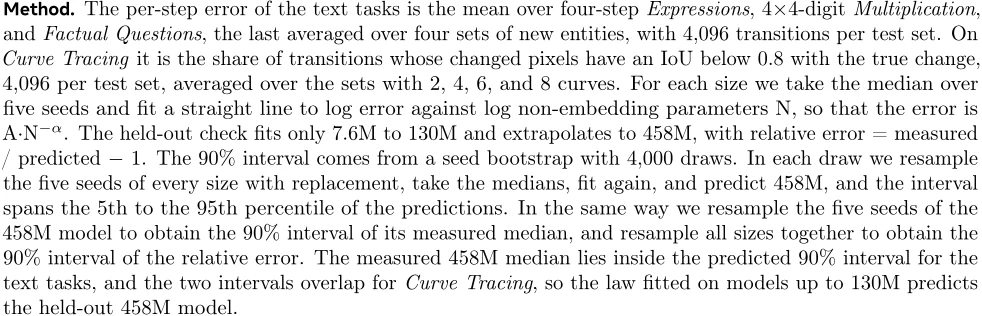 Method. The per-step error of the text tasks is the mean over four-step Expressions, 4×4-digit Multiplication,
and Factual Questions, the last averaged over four sets of new entities, with 4,096 transitions per test set. On
Curve Tracing it is the share of transitions whose changed pixels have an IoU below 0.8 with the true change,
4,096 per test set, averaged over the sets with 2, 4, 6, and 8 curves. For each size we take the median over
five seeds and fit a straight line to log error against log non-embedding parameters N, so that the error is
A·N^−α. The held-out check fits only 7.6M to 130M and extrapolates to 458M, with relative error = measured
/ predicted − 1. The 90% interval comes from a seed bootstrap with 4,000 draws. In each draw we resample
the five seeds of every size with replacement, take the medians, fit again, and predict 458M, and the interval
spans the 5th to the 95th percentile of the predictions. In the same way we resample the five seeds of the
458M model to obtain the 90% interval of its measured median, and resample all sizes together to obtain the
90% interval of the relative error. The measured 458M median lies inside the predicted 90% interval for the
text tasks, and the two intervals overlap for Curve Tracing, so the law fitted on models up to 130M predicts
the held-out 458M model.